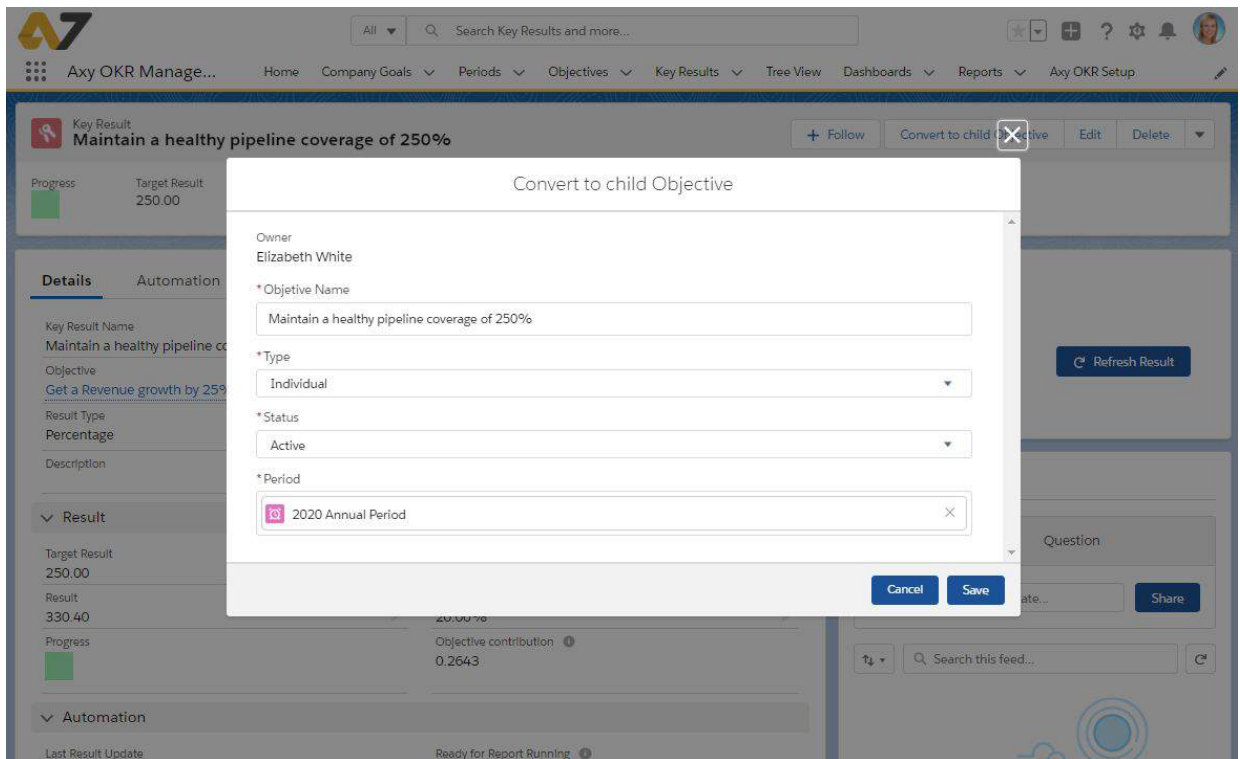 A7
All
Search Key Results and more...
Axy OKR Manage...
Home
Company Goals
Periods
Objectives
Key Results
Tree View
Dashboards
Reports
Axy OKR Setup
Key Result
Maintain a healthy pipeline coverage of 250%
+ Follow
Convert to child
Edit
Delete
Progress
Target Result
250.00
Convert to child Objective
Owner
Elizabeth White
*Objetive Name
Maintain a healthy pipeline coverage of 250%
*Type
Individual
*Status
Active
*Period
2020 Annual Period
Cancel
Save
Details
Automation
Key Result Name
Maintain a healthy pipeline
Objective
Get a Revenue growth by 25%
Result Type
Percentage
Description
Result
Target Result
250.00
Result
330.40
20.00%
Progress
Objective contribution
0.2643
Automation
Last Result Update
Ready for Report Running
Refresh Result
Question
Share
Search this feed...